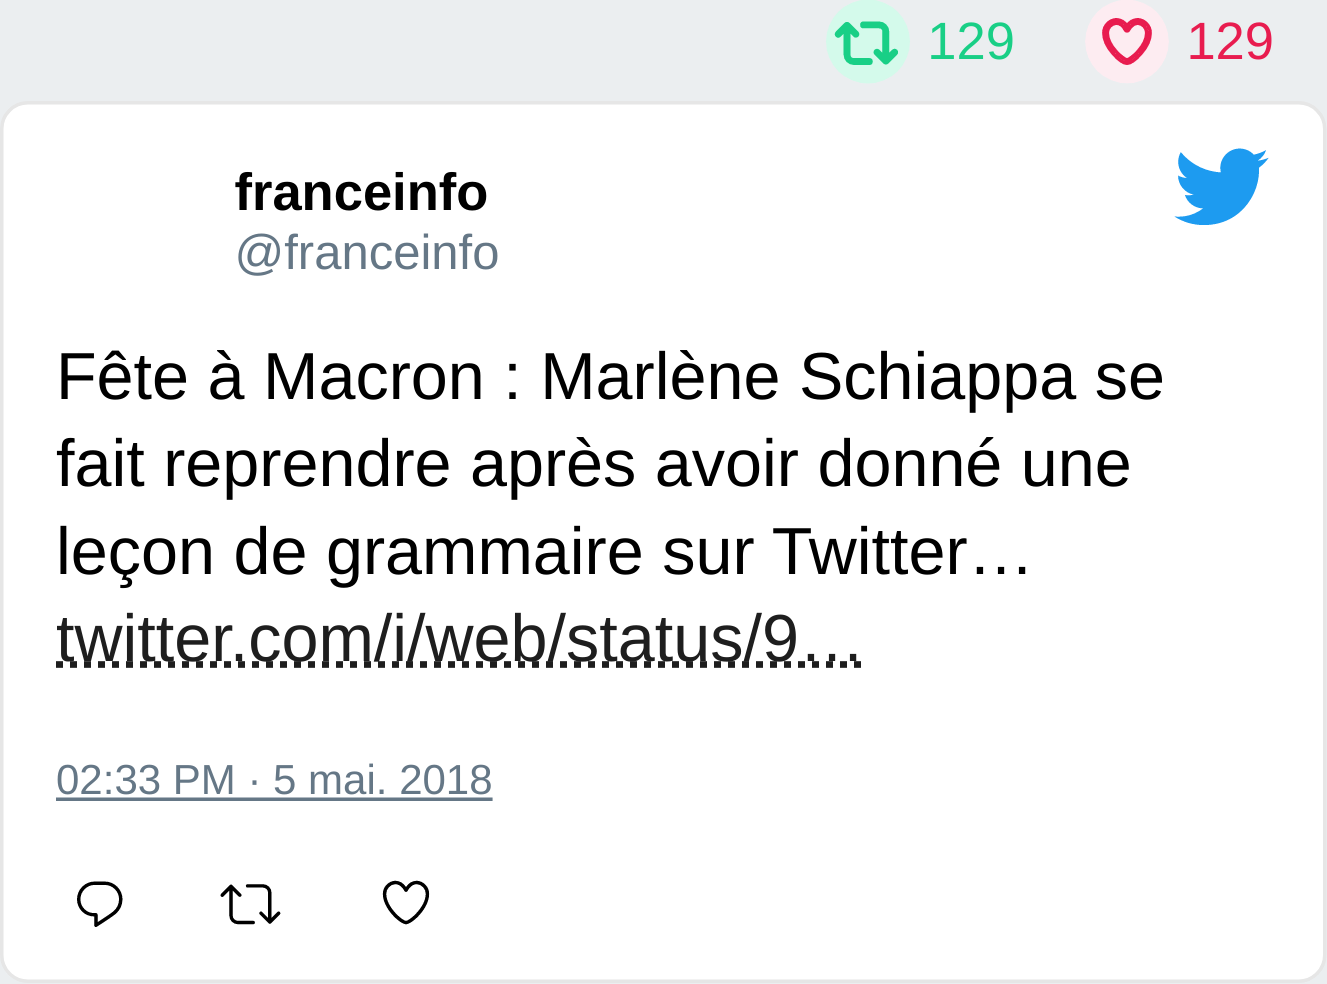 129 129
franceinfo
@franceinfo
Fête à Macron : Marlène Schiappa se
fait reprendre après avoir donné une
leçon de grammaire sur Twitter…
twitter.com/i/web/status/9…
02:33 PM · 5 mai. 2018